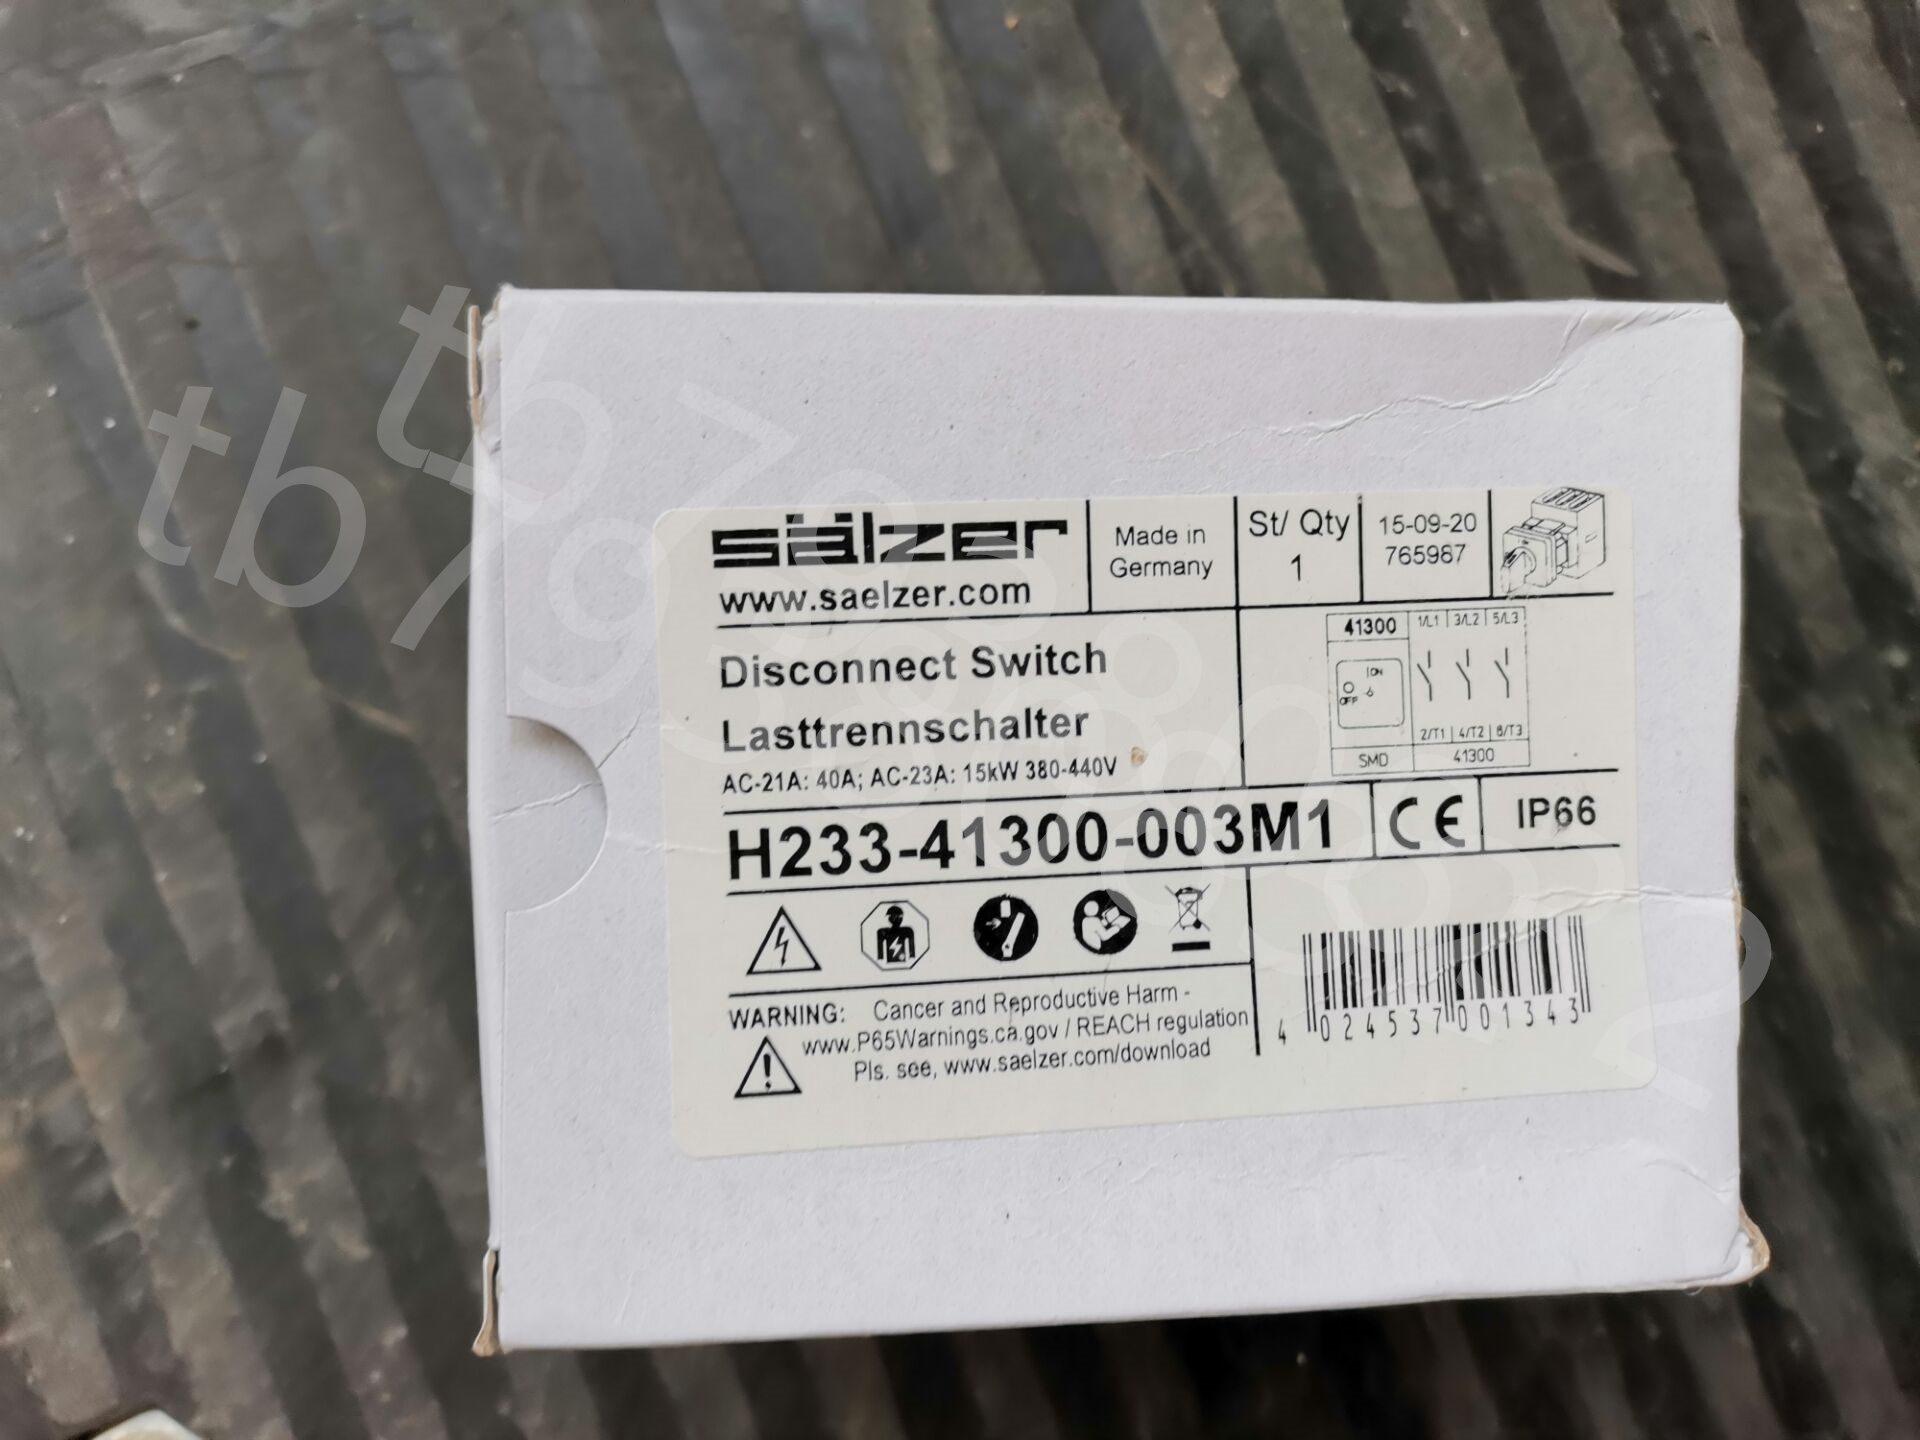 sälzer
www.saelzer.com
Made in
Germany
St/ Qty
1
15-09-20
765987
Disconnect Switch
Lasttrennschalter
AC-21A: 40A; AC-23A: 15kW 380-440V
41300
1/L1 3/L2 5/L3
ON
OFF
2/T1 4/T2 6/T3
SMD
41300
H233-41300-003M1
CE
IP66
WARNING: Cancer and Reproductive Harm -
www.P65Warnings.ca.gov / REACH regulation
Pls. see, www.saelzer.com/download
4 024537 001343